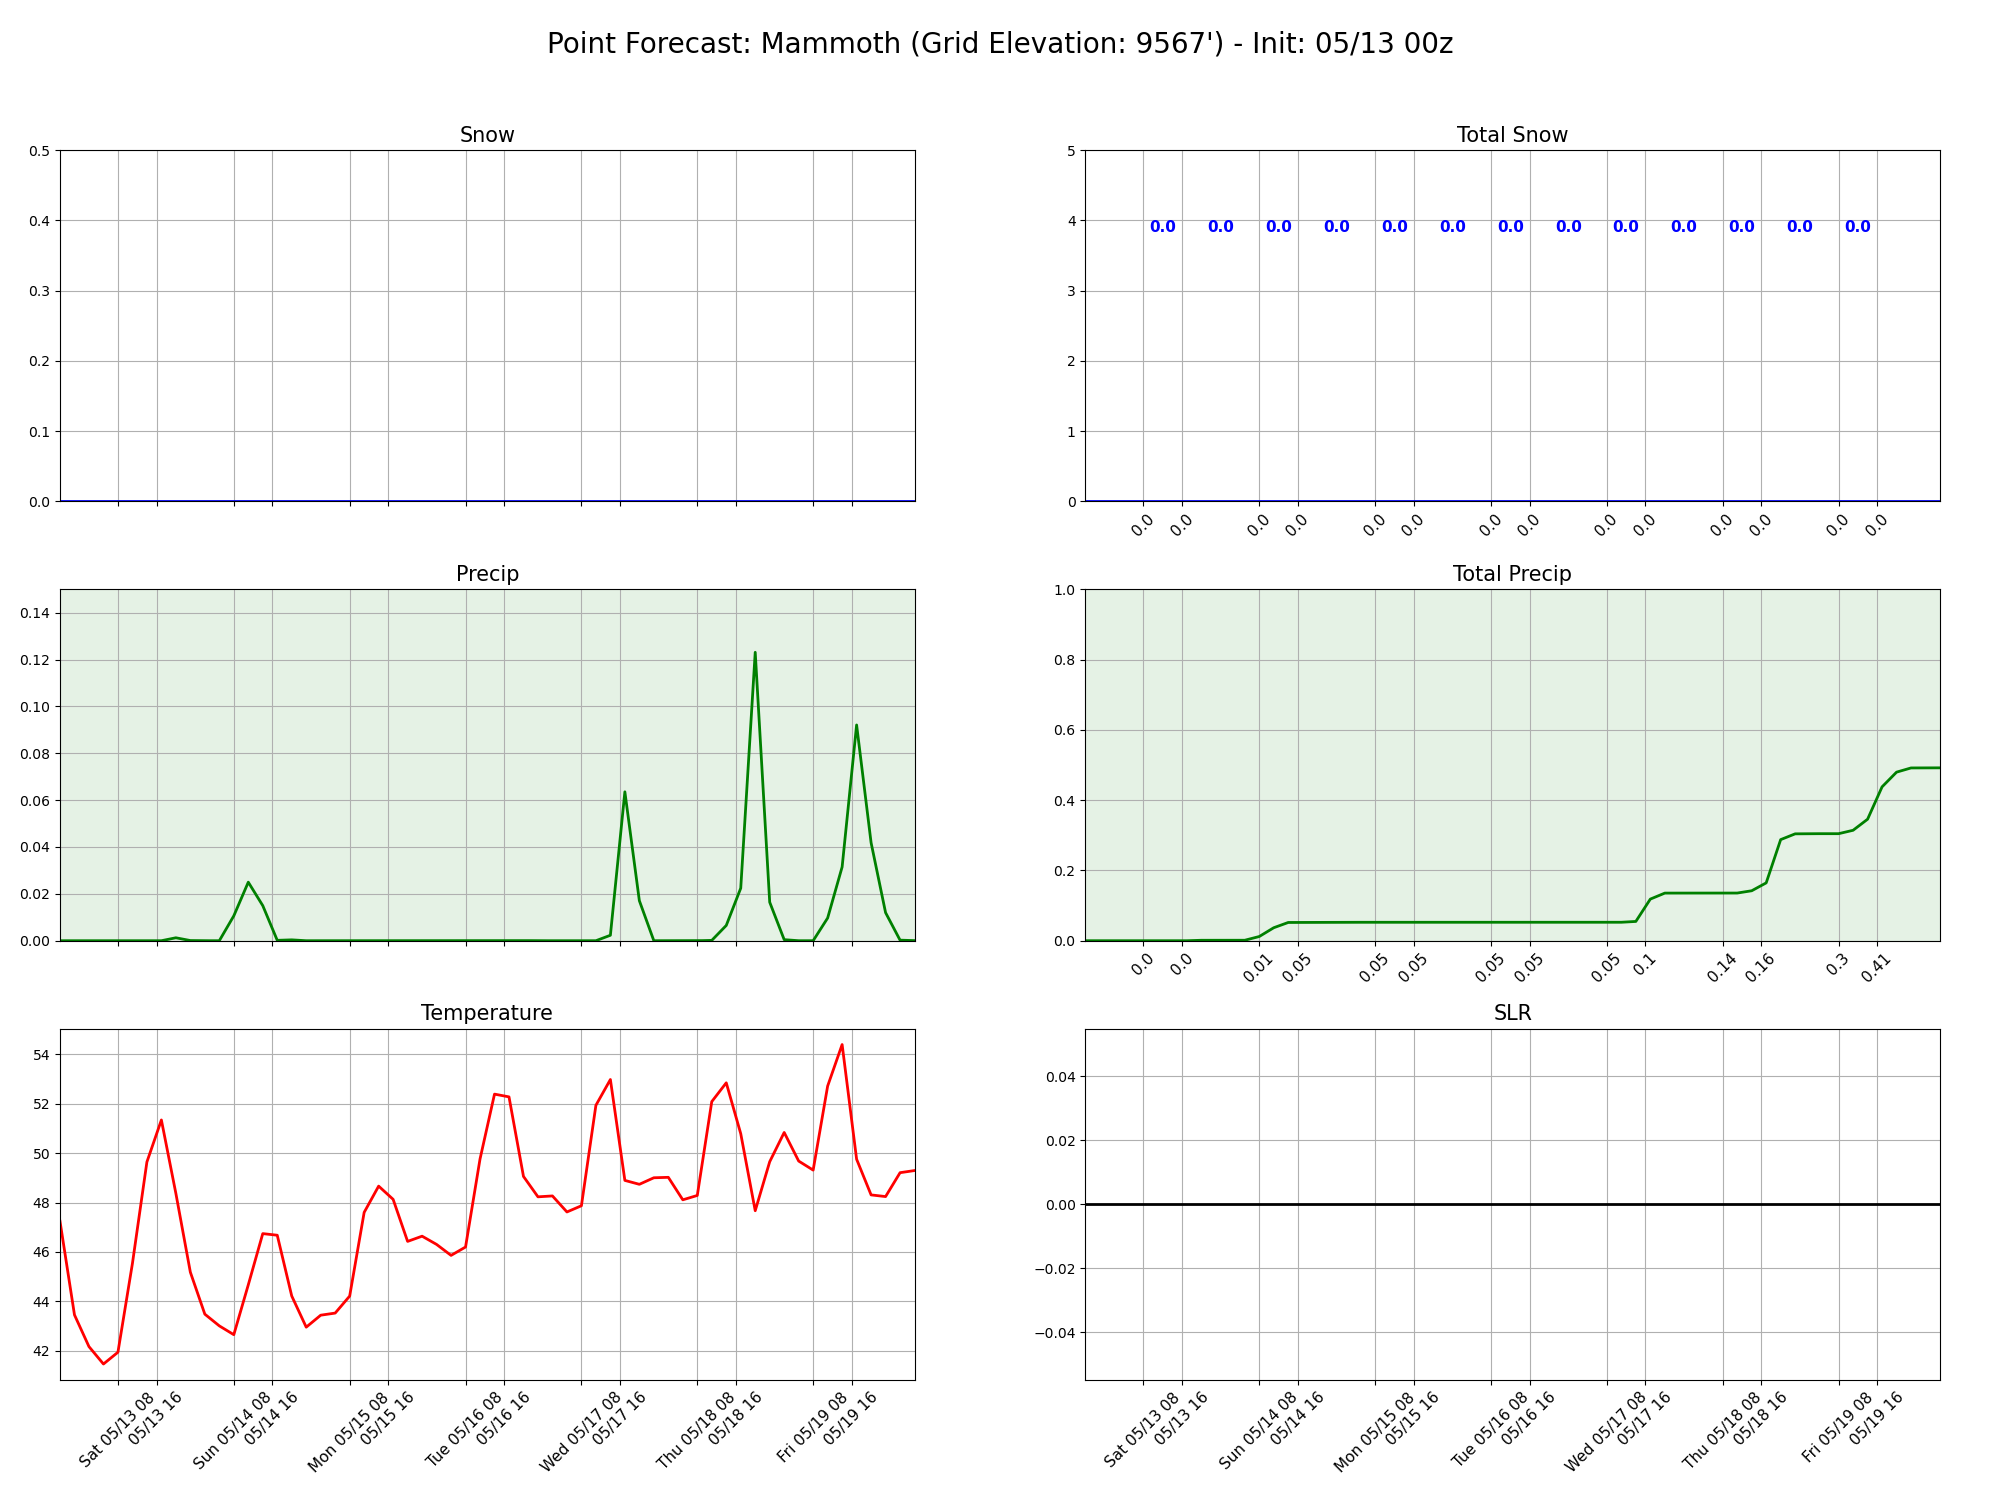 Point Forecast: Mammoth (Grid Elevation: 9567') - Init: 05/13 00z
Snow
0.5
0.4
0.3
0.2
0.1
0.0
Total Snow
5
4
3
2
1
0
0.0 0.0 0.0 0.0 0.0 0.0 0.0 0.0 0.0 0.0 0.0 0.0 0.0
0.0 0.0 0.0 0.0 0.0 0.0 0.0 0.0 0.0 0.0 0.0 0.0 0.0 0.0
Precip
0.14
0.12
0.10
0.08
0.06
0.04
0.02
0.00
Total Precip
1.0
0.8
0.6
0.4
0.2
0.0
0.0 0.0 0.01 0.05 0.05 0.05 0.05 0.05 0.05 0.1 0.14 0.16 0.3 0.41
Temperature
54
52
50
48
46
44
42
Sat 05/13 08
05/13 16
Sun 05/14 08
05/14 16
Mon 05/15 08
05/15 16
Tue 05/16 08
05/16 16
Wed 05/17 08
05/17 16
Thu 05/18 08
05/18 16
Fri 05/19 08
05/19 16
SLR
0.04
0.02
0.00
−0.02
−0.04
Sat 05/13 08
05/13 16
Sun 05/14 08
05/14 16
Mon 05/15 08
05/15 16
Tue 05/16 08
05/16 16
Wed 05/17 08
05/17 16
Thu 05/18 08
05/18 16
Fri 05/19 08
05/19 16